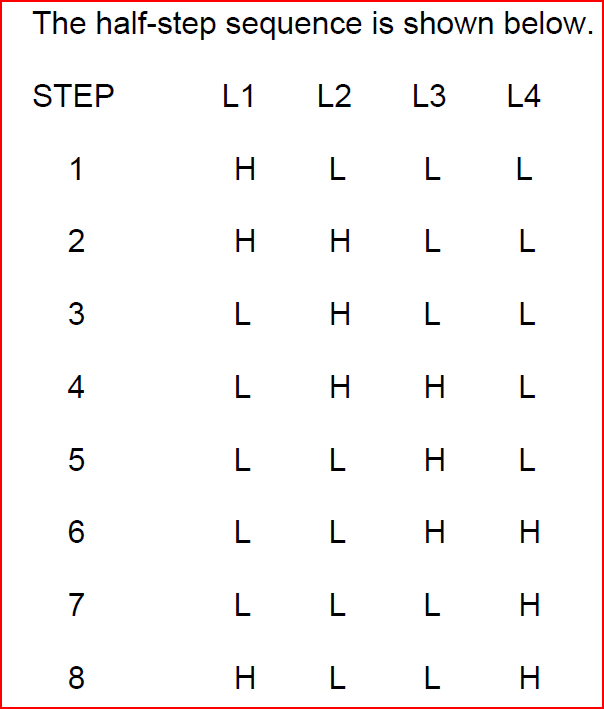 The half-step sequence is shown below.
STEP L1 L2 L3 L4
1 H L L L
2 H H L L
3 L H L L
4 L H H L
5 L L H L
6 L L H H
7 L L L H
8 H L L H